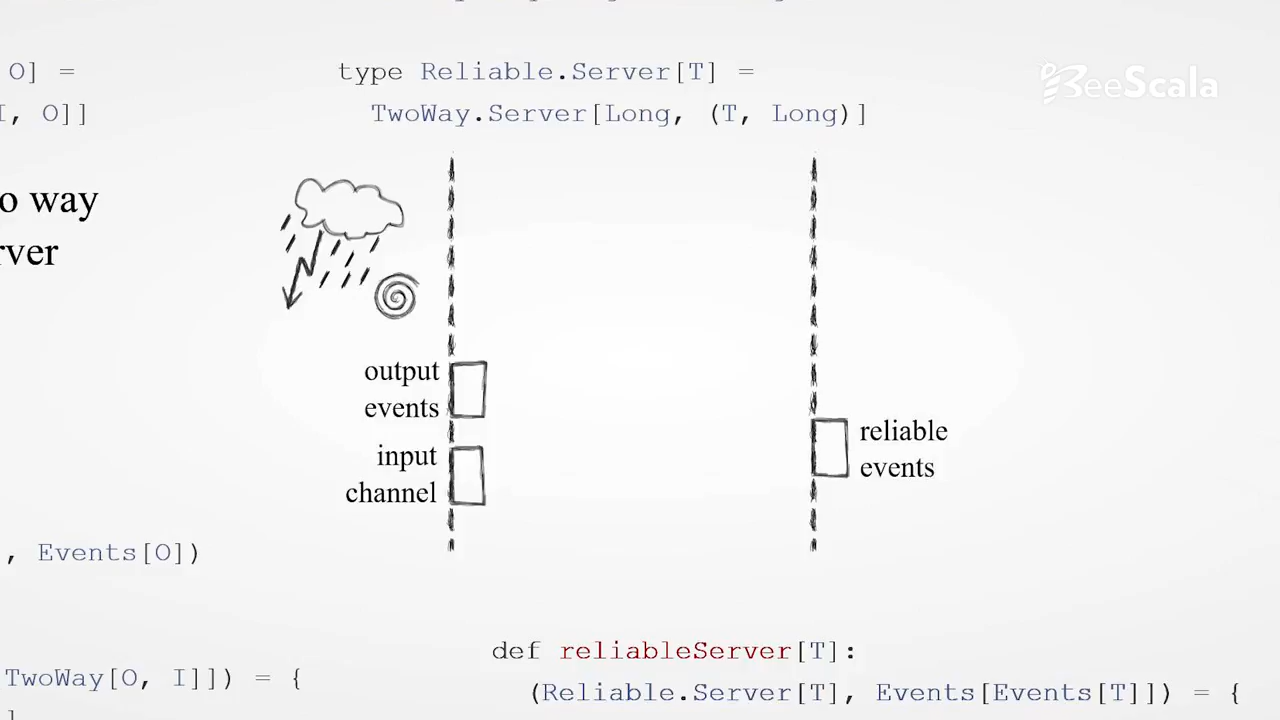 O] =
I, O]]
type Reliable.Server[T] =
TwoWay.Server[Long, (T, Long)]
BeeScala
o way
rver
output
events
input
channel
reliable
events
, Events[O])
TwoWay[O, I]]) = {
]
def reliableServer[T]:
(Reliable.Server[T], Events[Events[T]]) = {